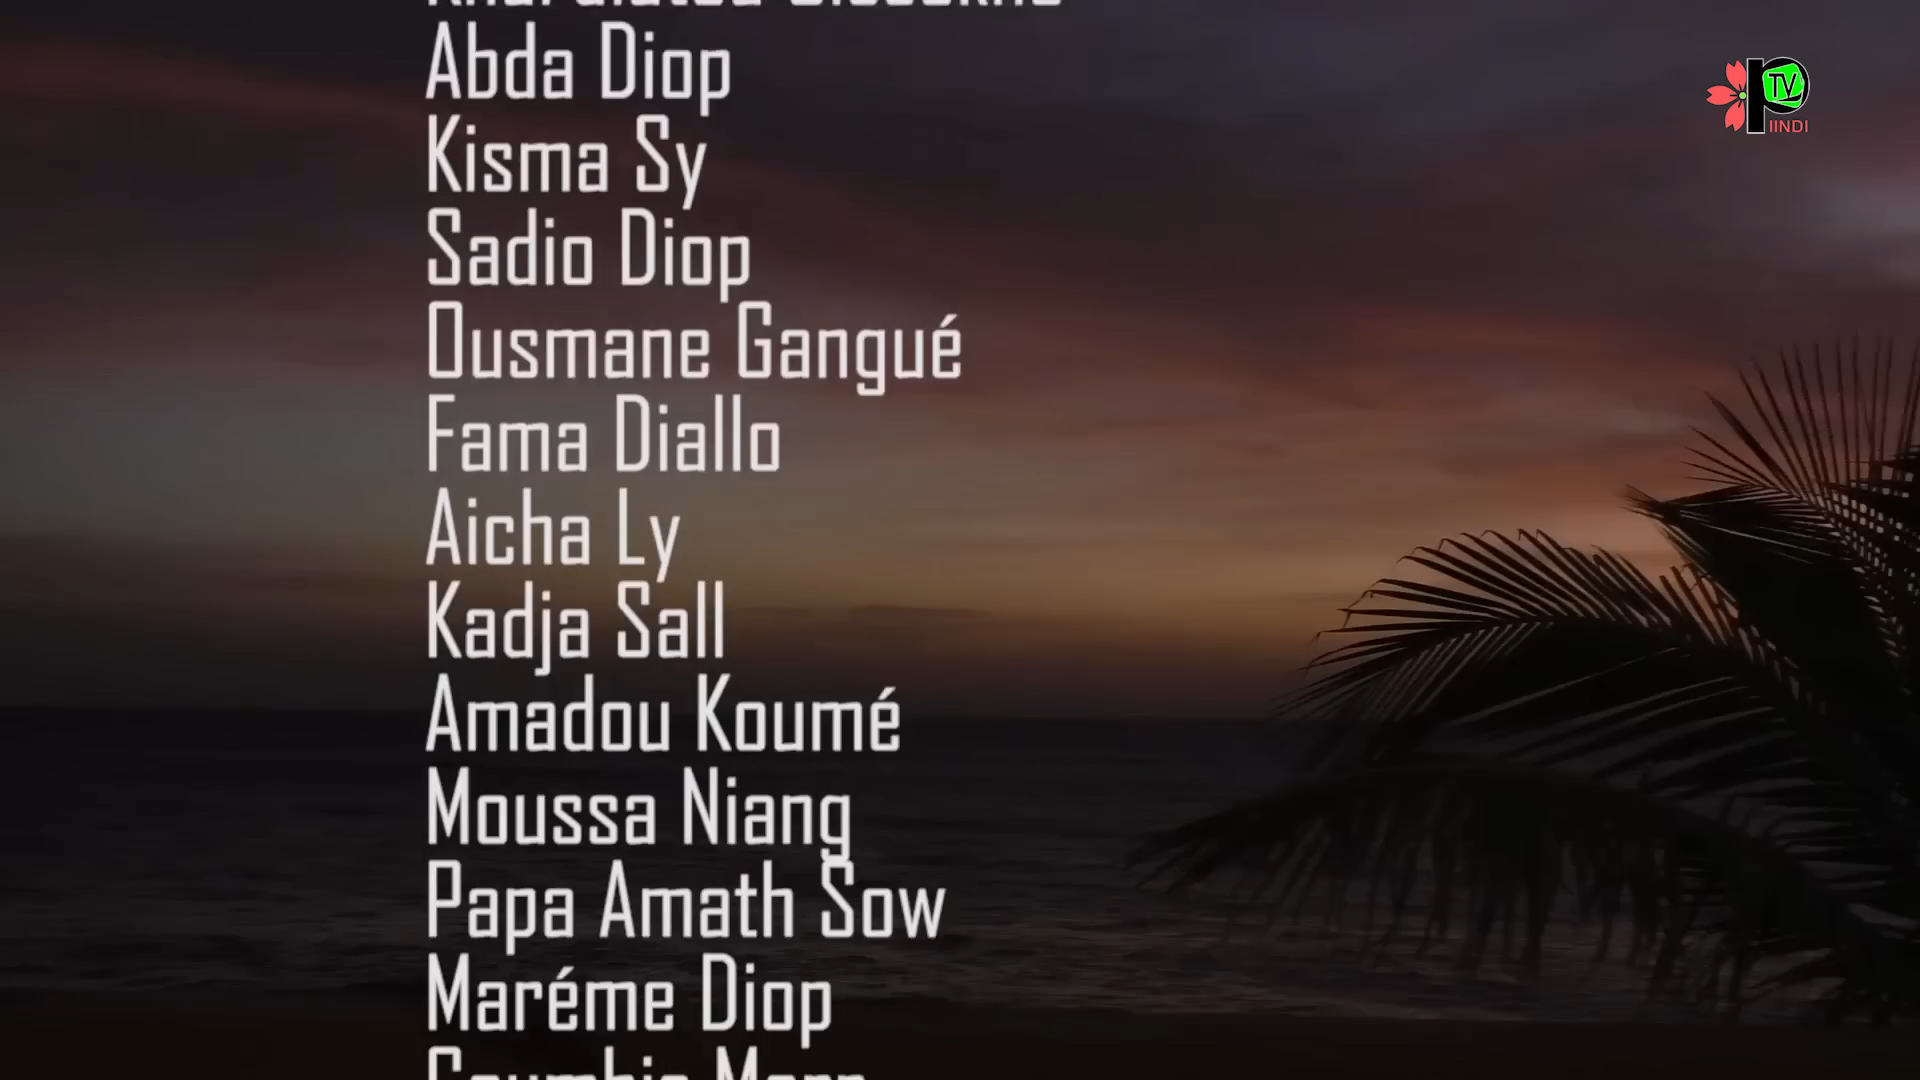 Abda Diop
Kisma Sy
Sadio Diop
Ousmane Gangué
Fama Diallo
Aicha Ly
Kadja Sall
Amadou Koumé
Moussa Niang
Papa Amath Sow
Maréme Diop
P TV
IINDI